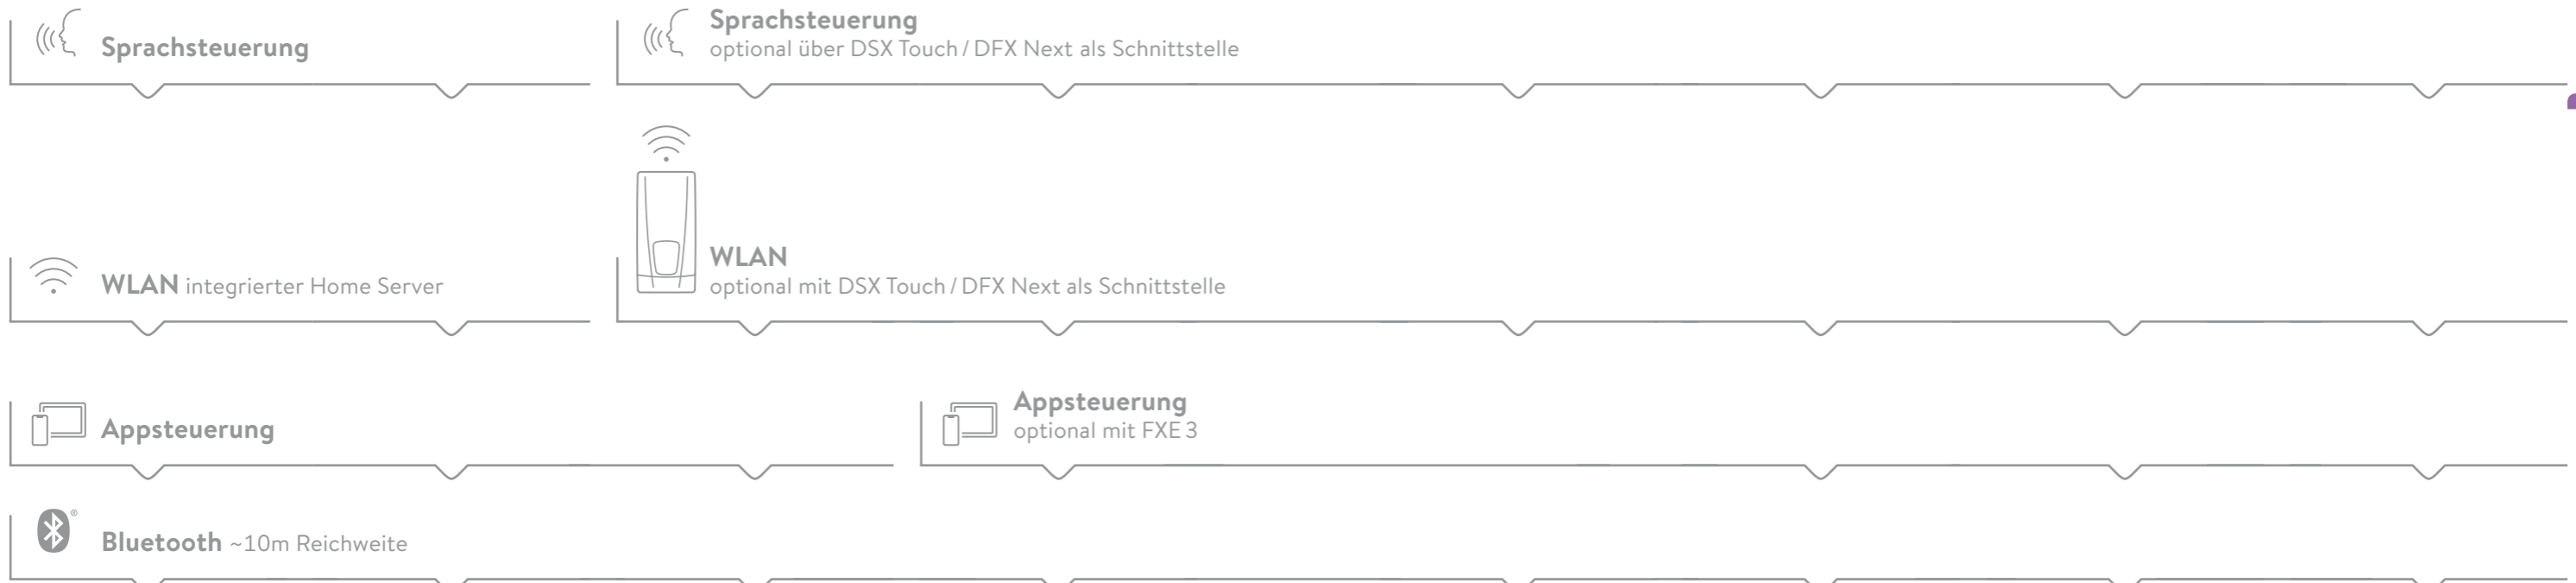 Sprachsteuerung
Sprachsteuerung
optional über DSX Touch / DFX Next als Schnittstelle
WLAN integrierter Home Server
WLAN
optional mit DSX Touch / DFX Next als Schnittstelle
Appsteuerung
Appsteuerung
optional mit FXE 3
Bluetooth ~10m Reichweite
®